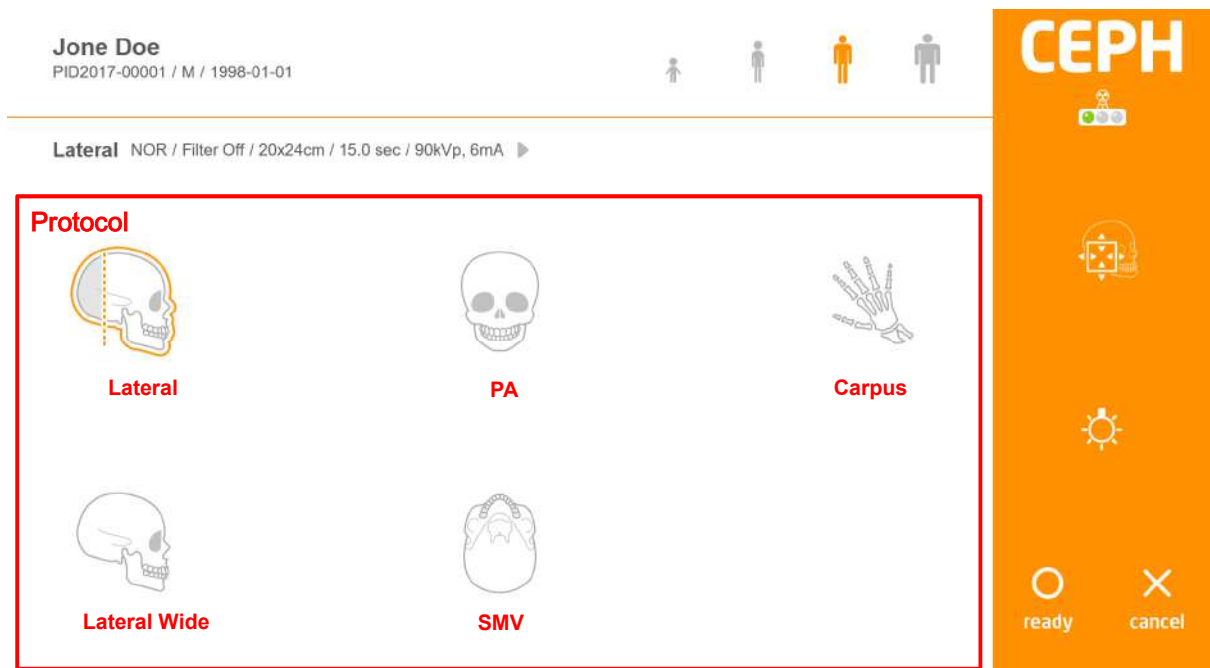 Jone Doe
PID2017-00001 / M / 1998-01-01
CEPH
Lateral NOR / Filter Off / 20x24cm / 15.0 sec / 90kVp, 6mA
Protocol
Lateral
PA
Carpus
Lateral Wide
SMV
ready
cancel